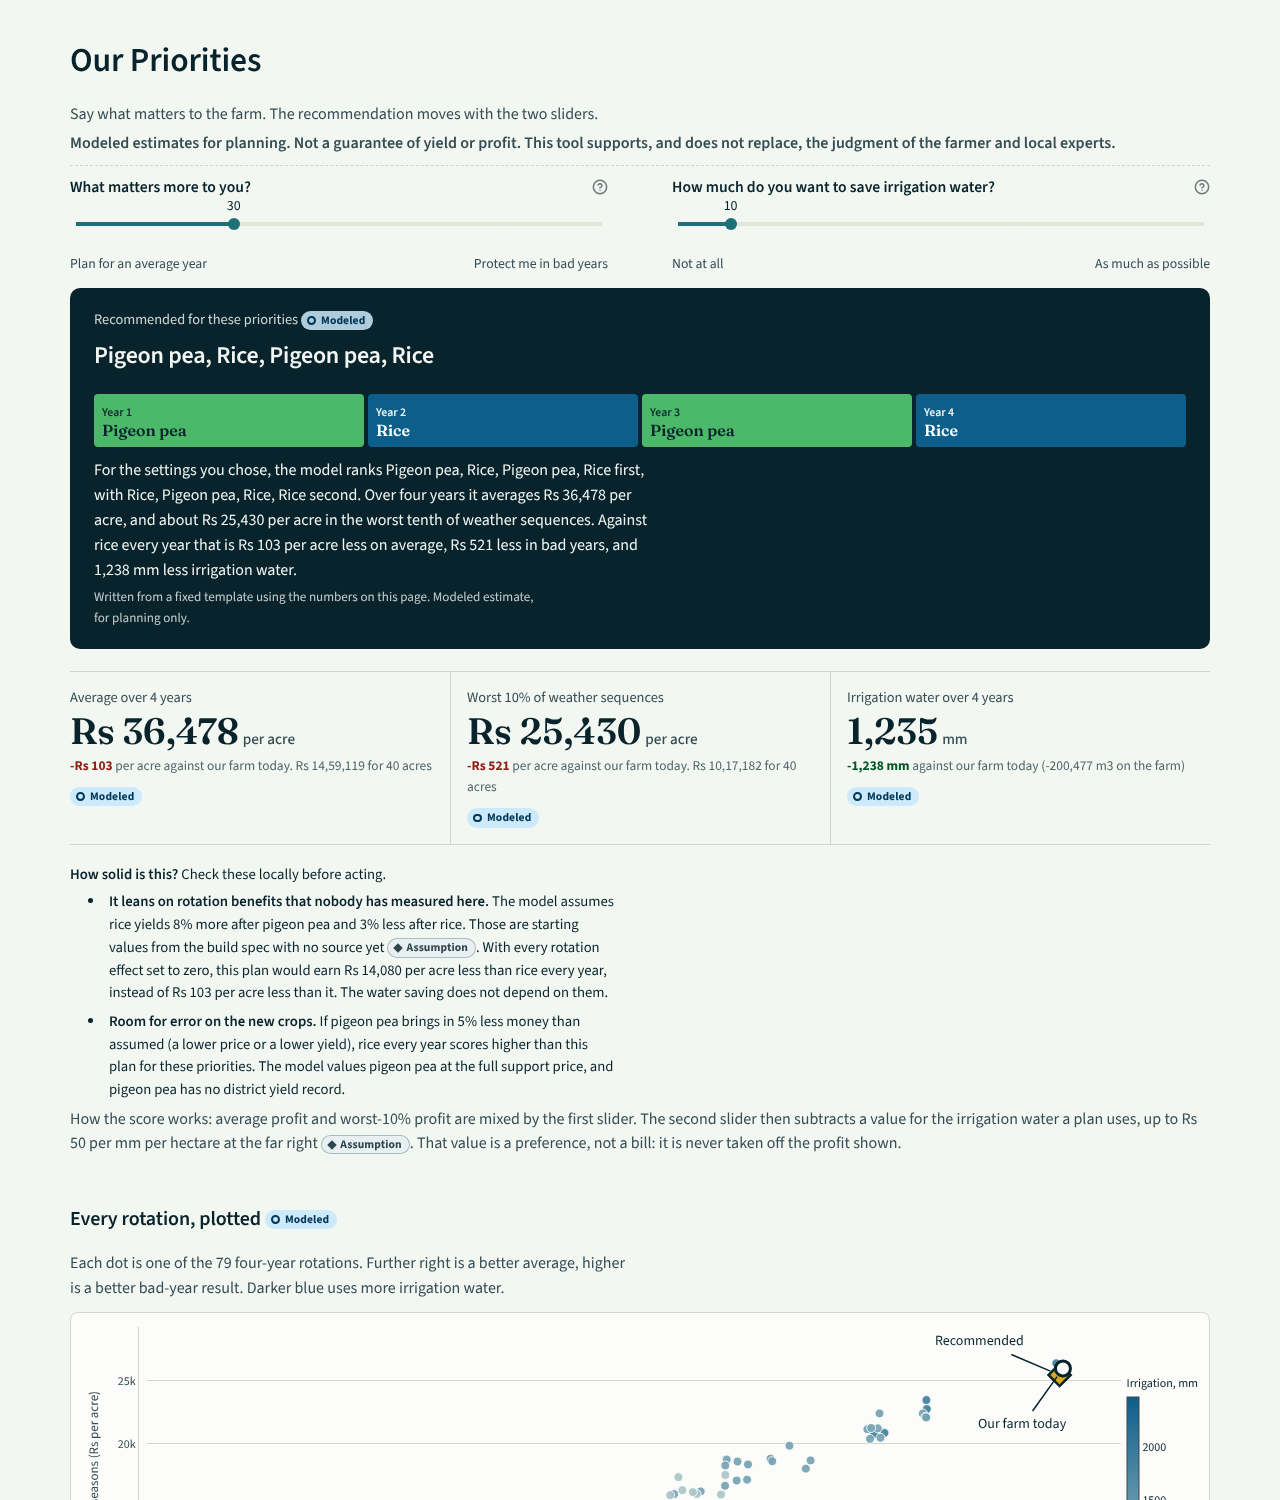 Our Priorities
Say what matters to the farm. The recommendation moves with the two sliders.
Modeled estimates for planning. Not a guarantee of yield or profit. This tool supports, and does not replace, the judgment of the farmer and local experts.
What matters more to you?
30
Plan for an average year
Protect me in bad years
How much do you want to save irrigation water?
10
Not at all
As much as possible
Recommended for these priorities Modeled
Pigeon pea, Rice, Pigeon pea, Rice
Year 1
Pigeon pea
Year 2
Rice
Year 3
Pigeon pea
Year 4
Rice
For the settings you chose, the model ranks Pigeon pea, Rice, Pigeon pea, Rice first,
with Rice, Pigeon pea, Rice, Rice second. Over four years it averages Rs 36,478 per
acre, and about Rs 25,430 per acre in the worst tenth of weather sequences. Against
rice every year that is Rs 103 per acre less on average, Rs 521 less in bad years, and
1,238 mm less irrigation water.
Written from a fixed template using the numbers on this page. Modeled estimate,
for planning only.
Average over 4 years
Rs 36,478 per acre
-Rs 103 per acre against our farm today. Rs 14,59,119 for 40 acres
Modeled
Worst 10% of weather sequences
Rs 25,430 per acre
-Rs 521 per acre against our farm today. Rs 10,17,182 for 40
acres
Modeled
Irrigation water over 4 years
1,235 mm
-1,238 mm against our farm today (-200,477 m3 on the farm)
Modeled
How solid is this? Check these locally before acting.
It leans on rotation benefits that nobody has measured here. The model assumes
rice yields 8% more after pigeon pea and 3% less after rice. Those are starting
values from the build spec with no source yet Assumption. With every rotation
effect set to zero, this plan would earn Rs 14,080 per acre less than rice every year,
instead of Rs 103 per acre less than it. The water saving does not depend on them.
Room for error on the new crops. If pigeon pea brings in 5% less money than
assumed (a lower price or a lower yield), rice every year scores higher than this
plan for these priorities. The model values pigeon pea at the full support price, and
pigeon pea has no district yield record.
How the score works: average profit and worst-10% profit are mixed by the first slider. The second slider then subtracts a value for the irrigation water a plan uses, up to Rs
50 per mm per hectare at the far right Assumption. That value is a preference, not a bill: it is never taken off the profit shown.
Every rotation, plotted Modeled
Each dot is one of the 79 four-year rotations. Further right is a better average, higher
is a better bad-year result. Darker blue uses more irrigation water.
Recommended
Our farm today
25k
20k
easons (Rs per acre)
Irrigation, mm
2000
1500